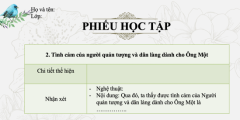 Họ và tên:
Lớp:
PHIẾU HỌC TẬP
2. Tình cảm của người quản tượng và dân làng dành cho Ông Một
Chi tiết thể hiện
Nhận xét
- Nghệ thuật:
- Nội dung: Qua đó, ta thấy được tình cảm của Người
quản tượng và dân làng dành cho Ông Một là
……………